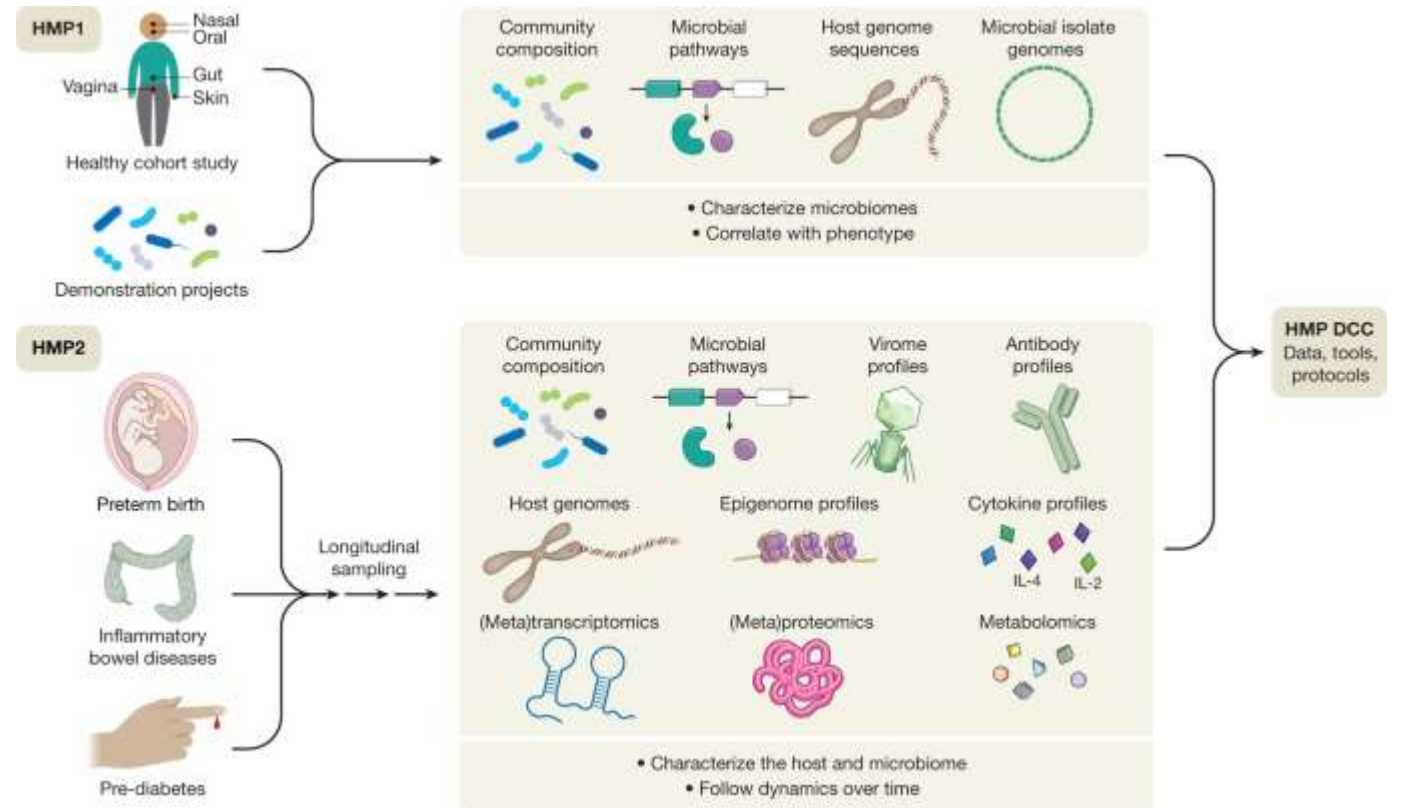 HMP1
Nasal
Oral
Gut
Vagina
Skin
Healthy cohort study
Demonstration projects
Community
composition
Microbial
pathways
Host genome
sequences
Microbial isolate
genomes
• Characterize microbiomes
• Correlate with phenotype
HMP2
Preterm birth
Inflammatory
bowel diseases
Pre-diabetes
Longitudinal
sampling
Community
composition
Microbial
pathways
Virome
profiles
Antibody
profiles
Host genomes
Epigenome profiles
Cytokine profiles
IL-4
IL-2
(Meta)transcriptomics
(Meta)proteomics
Metabolomics
• Characterize the host and microbiome
• Follow dynamics over time
HMP DCC
Data, tools,
protocols